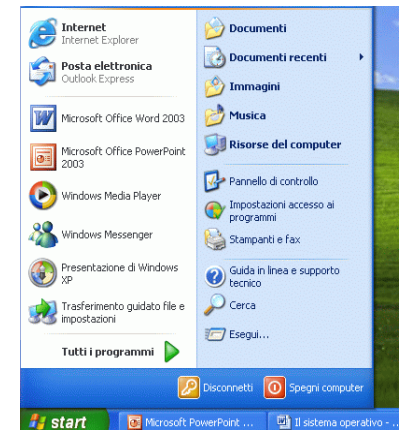 Internet
Internet Explorer
Posta elettronica
Outlook Express
Microsoft Office Word 2003
Microsoft Office PowerPoint
2003
Windows Media Player
Windows Messenger
Presentazione di Windows
XP
Trasferimento guidato file e
impostazioni
Tutti i programmi
Documenti
Documenti recenti
Immagini
Musica
Risorse del computer
Pannello di controllo
Impostazioni accesso ai
programmi
Stampanti e fax
Guida in linea e supporto
tecnico
Cerca
Esegui...
Disconnetti
Spegni computer
start
Microsoft PowerPoint ...
Il sistema operativo - ...